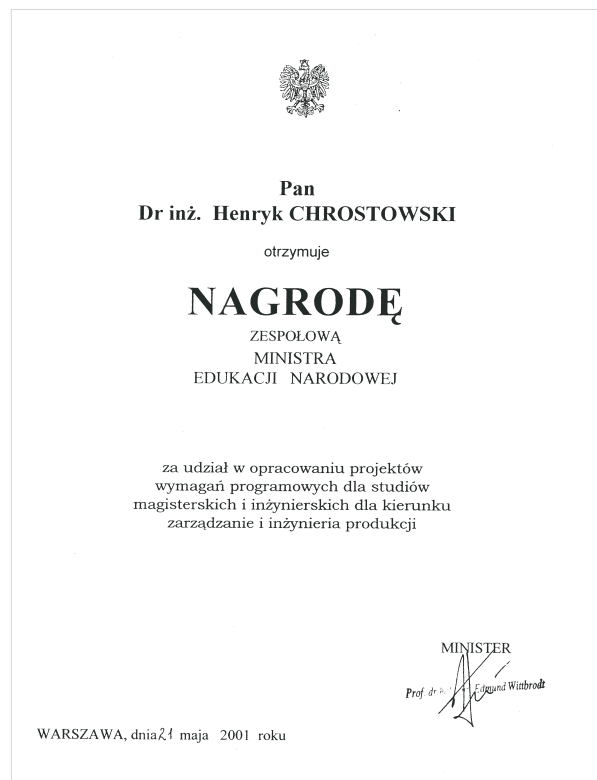 Pan
Dr inż. Henryk CHROSTOWSKI
otrzymuje
NAGRODĘ
ZESPOŁOWĄ
MINISTRA
EDUKACJI NARODOWEJ
za udział w opracowaniu projektów
wymagań programowych dla studiów
magisterskich i inżynierskich dla kierunku
zarządzanie i inżynieria produkcji
MINISTER
Prof. dr Edmund Wittbrodt
WARSZAWA, dnia 21 maja 2001 roku